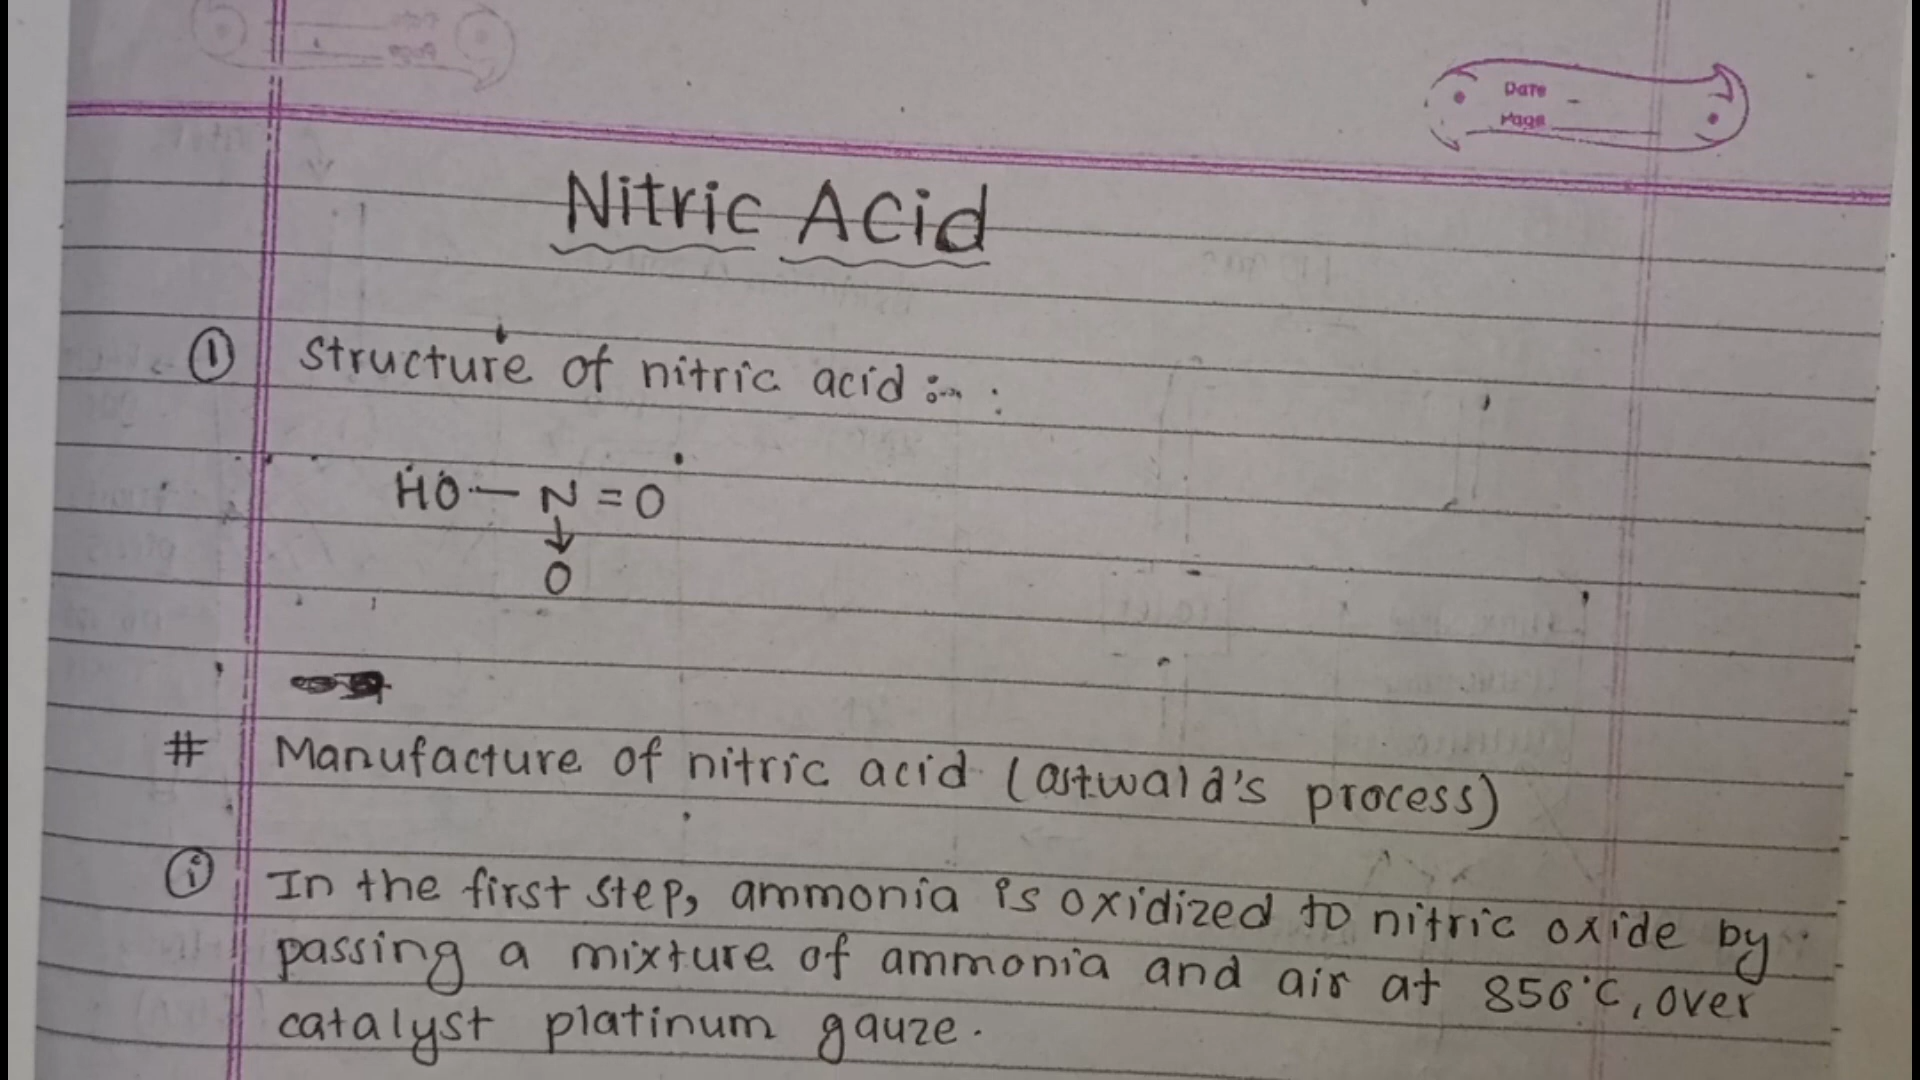 Date
Page
Nitric Acid
① Structure of nitric acid :- :
HO — N = O
↓
O
# Manufacture of nitric acid (ostwald's process)
ⓘ In the first step, ammonia is oxidized to nitric oxide by
passing a mixture of ammonia and air at 850°C, over
catalyst platinum gauze.